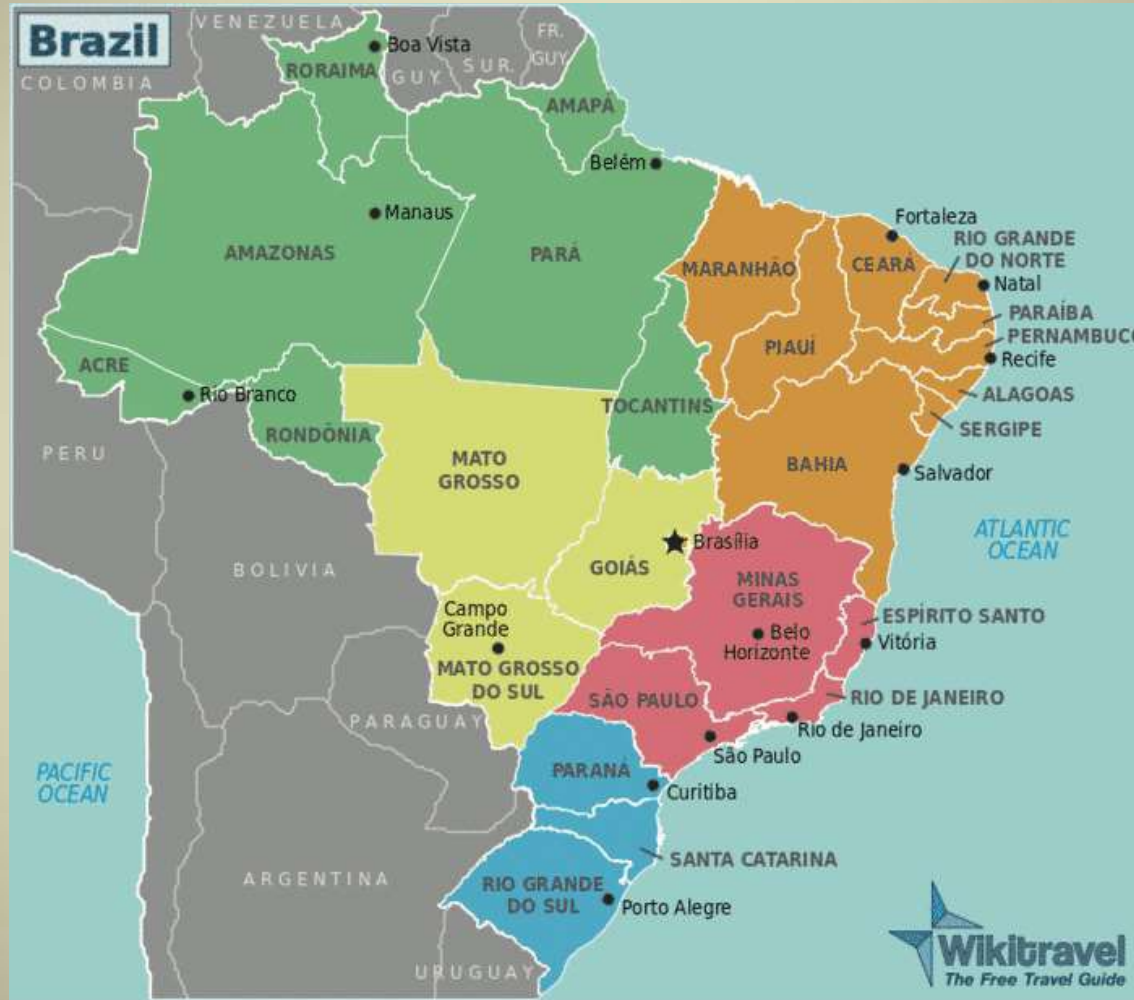 Brazil
VENEZUELA
COLOMBIA
Boa Vista
RORAIMA
GUY.
SUR.
FR.
GUY.
AMAPÁ
Belém
Manaus
AMAZONAS
PARÁ
Fortaleza
MARANHÃO
CEARÁ
RIO GRANDE
DO NORTE
Natal
PARAÍBA
PERNAMBUCO
PIAUÍ
Recife
ACRE
Rio Branco
ALAGOAS
TOCANTINS
SERGIPE
RONDÔNIA
PERU
MATO
GROSSO
BAHIA
Salvador
ATLANTIC
OCEAN
Brasília
BOLIVIA
GOIÁS
MINAS
GERAIS
Campo
Grande
ESPÍRITO SANTO
Belo
Horizonte
Vitória
MATO GROSSO
DO SUL
SÃO PAULO
RIO DE JANEIRO
PARAGUAY
Rio de Janeiro
São Paulo
PACIFIC
OCEAN
PARANÁ
Curitiba
SANTA CATARINA
ARGENTINA
RIO GRANDE
DO SUL
Porto Alegre
URUGUAY
Wikitravel
The Free Travel Guide